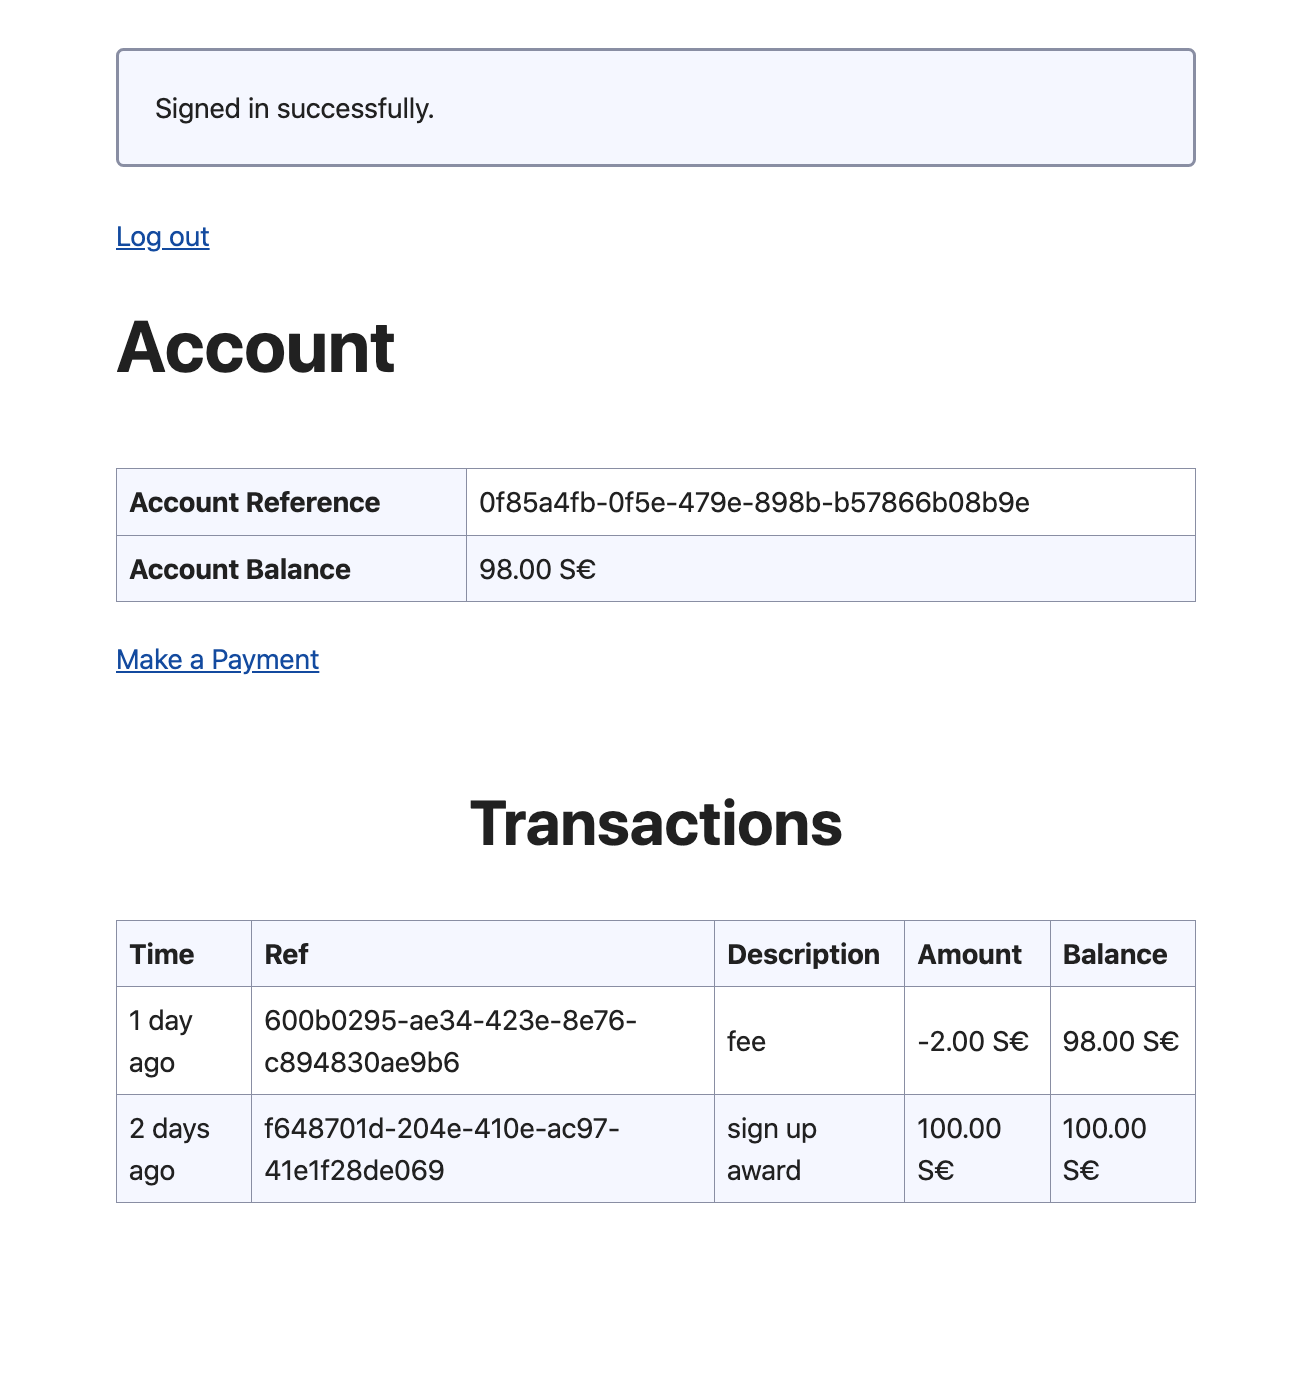 Signed in successfully.
Log out
Account
Account Reference 0f85a4fb-0f5e-479e-898b-b57866b08b9e
Account Balance 98.00 S€
Make a Payment
Transactions
Time Ref Description Amount Balance
1 day
ago
600b0295-ae34-423e-8e76-
c894830ae9b6
fee
-2.00 S€
98.00 S€
2 days
ago
f648701d-204e-410e-ac97-
41e1f28de069
sign up
award
100.00
S€
100.00
S€